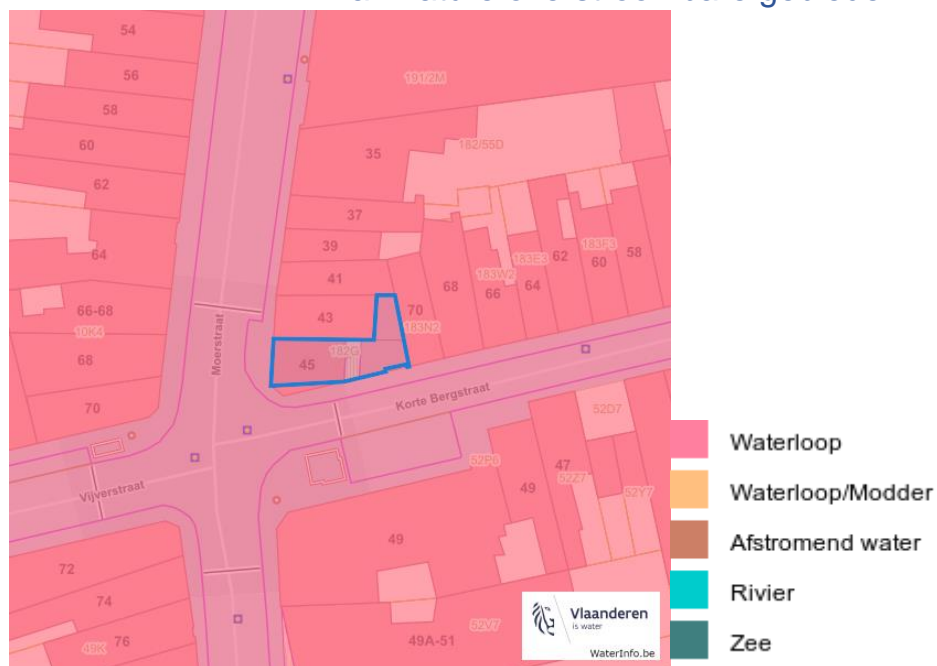 54
56
191/2M
58
60
35
182/55D
62
37
64
39
183F3
58
183E3
62
60
68
183W2
66
64
41
66-68
43
70
183N2
10K4
Moerstraat
68
182G
45
70
Korte Bergstraat
52D7
52P6
47
52Z7
49
52Y7
Vijverstraat
49
72
74
76
49K
49A-51
52V7
Vlaanderen
is water
WaterInfo.be
Waterloop
Waterloop/Modder
Afstromend water
Rivier
Zee